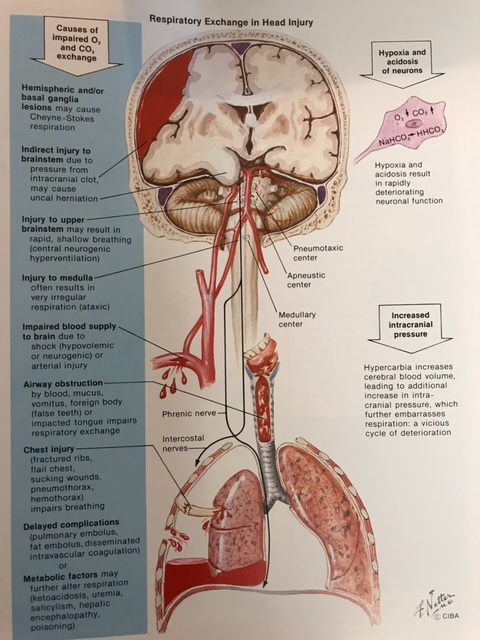 Respiratory Exchange in Head Injury
Causes of
impaired O₂
and CO₂
exchange
Hemispheric and/or
basal ganglia
lesions may cause
Cheyne-Stokes
respiration
Indirect injury to
brainstem due to
pressure from
intracranial clot,
may cause
uncal herniation
Injury to upper
brainstem may result in
rapid, shallow breathing
(central neurogenic
hyperventilation)
Injury to medulla
often results in
very irregular
respiration (ataxic)
Impaired blood supply
to brain due to
shock (hypovolemic
or neurogenic) or
arterial injury
Airway obstruction
by blood, mucus,
vomitus, foreign body
(false teeth) or
impacted tongue impairs
respiratory exchange
Chest injury
(fractured ribs,
flail chest,
sucking wounds,
pneumothorax,
hemothorax)
impairs breathing
Delayed complications
(pulmonary embolus,
fat embolus, disseminated
intravascular coagulation)
or
Metabolic factors may
further alter respiration
(ketoacidosis, uremia,
salicylism, hepatic
encephalopathy,
poisoning)
Pneumotaxic
center
Apneustic
center
Medullary
center
Phrenic nerve
Intercostal
nerves
Hypoxia and
acidosis
of neurons
O₂ ↓ CO₂ ↑
NaHCO₃ HHCO₃
Hypoxia and
acidosis result
in rapidly
deteriorating
neuronal function
Increased
intracranial
pressure
Hypercarbia increases
cerebral blood volume,
leading to additional
increase in intra-
cranial pressure, which
further embarrasses
respiration: a vicious
cycle of deterioration
F. Netter
M.D.
© CIBA